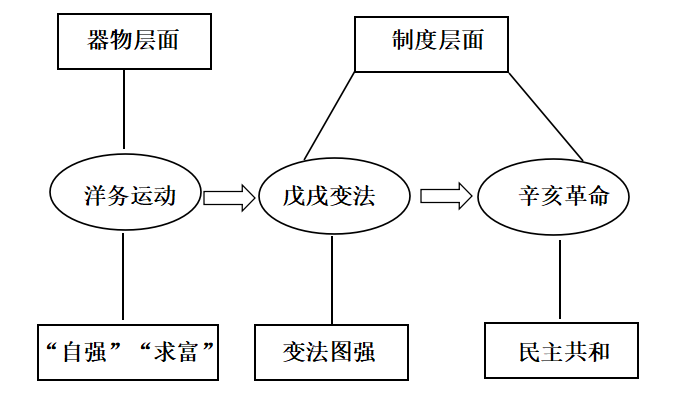 器物层面
制度层面
洋务运动
戊戌变法
辛亥革命
“自强”“求富”
变法图强
民主共和